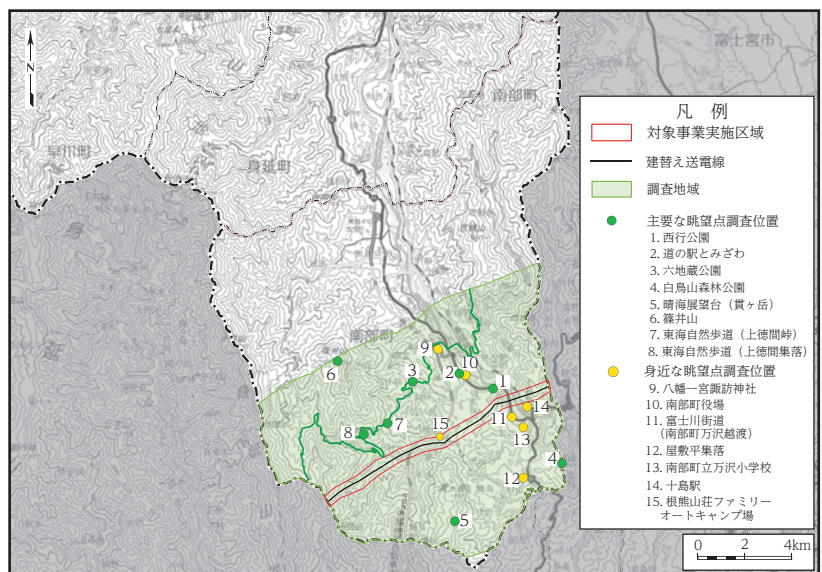 N
早川町
身延町
南部町
富士宮市
南部町
身
延
1
2
3
4
5
6
7
8
9
10
11
12
13
14
15
凡 例
対象事業実施区域
建替え送電線
調査地域
主要な眺望点調査位置
1. 西行公園
2. 道の駅とみざわ
3. 六地蔵公園
4. 白鳥山森林公園
5. 晴海展望台（貫ヶ岳）
6. 篠井山
7. 東海自然歩道（上徳間峠）
8. 東海自然歩道（上徳間集落）
身近な眺望点調査位置
9. 八幡一宮諏訪神社
10. 南部町役場
11. 富士川街道
（南部町万沢越渡）
12. 屋敷平集落
13. 南部町立万沢小学校
14. 十島駅
15. 根熊山荘ファミリー
オートキャンプ場
0 2 4km